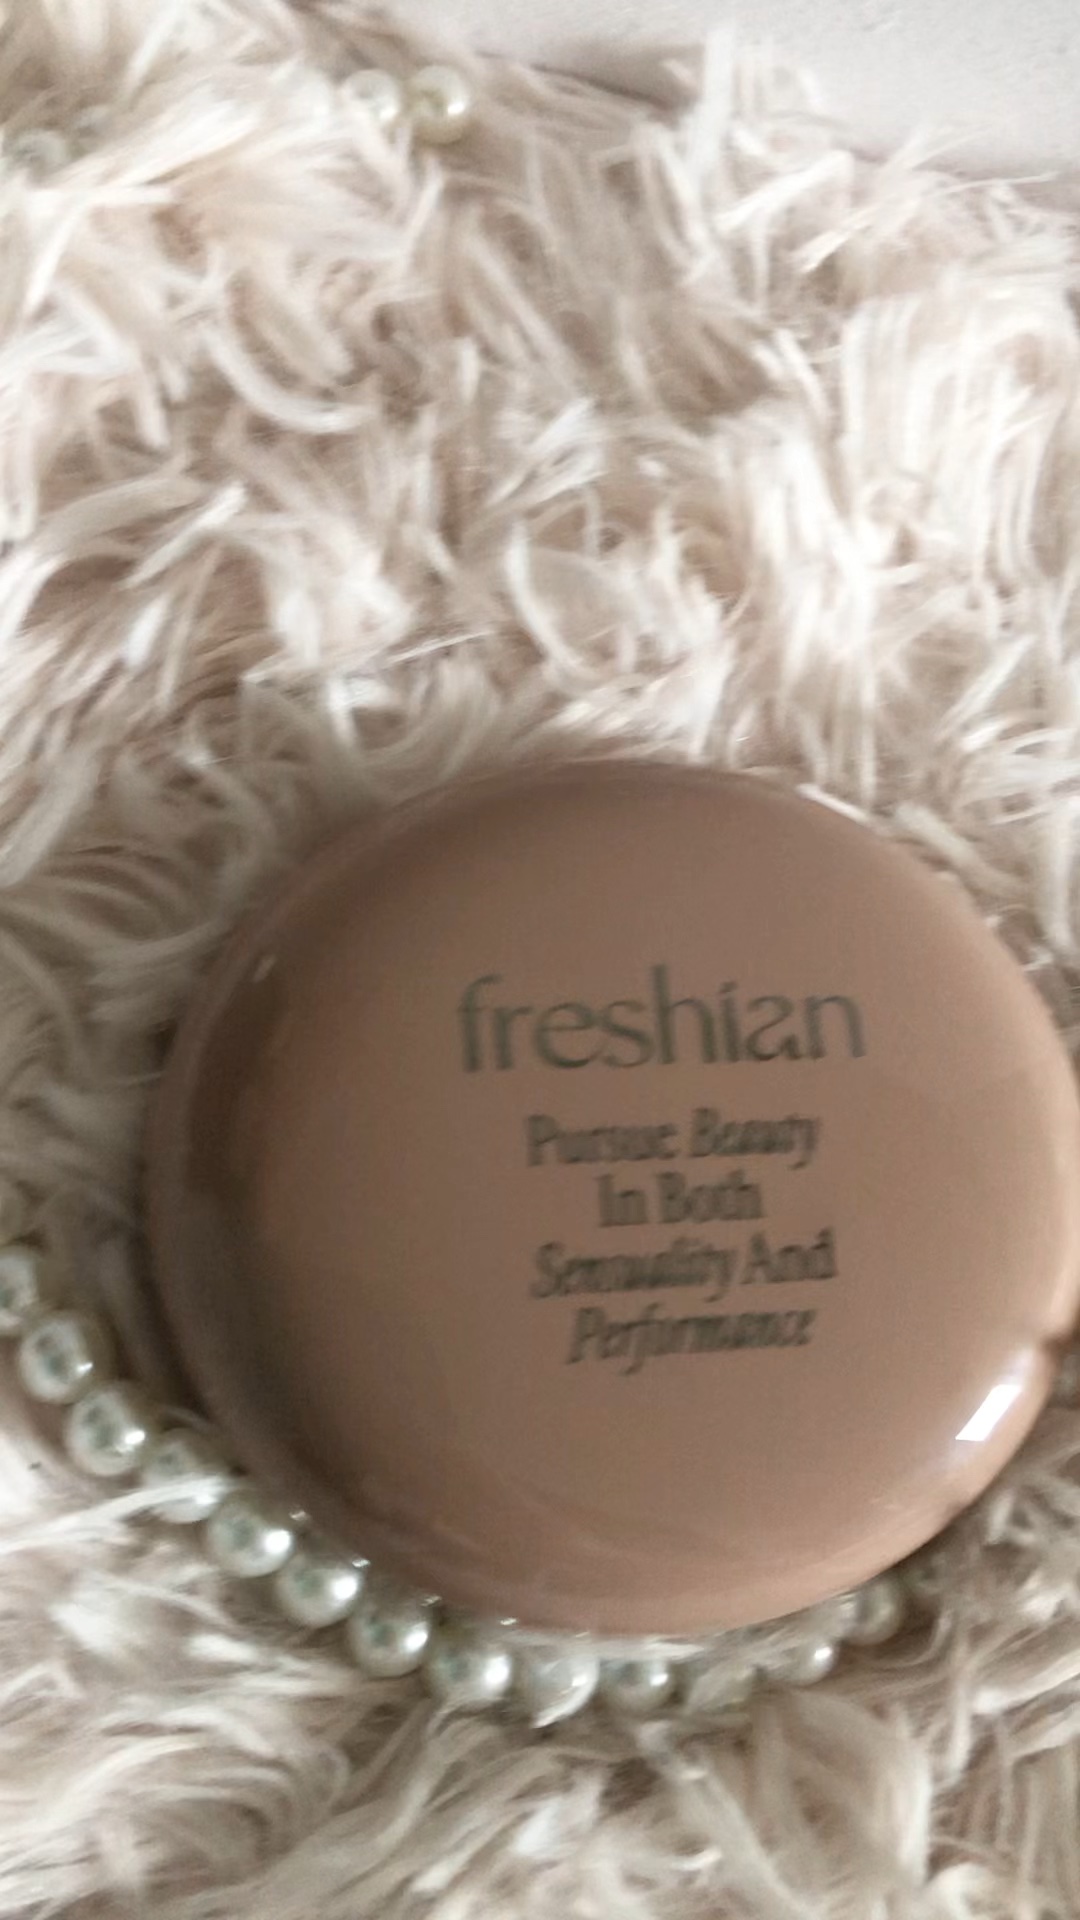 freshian
Pursue Beauty
In Both
Sensuality And
Performance